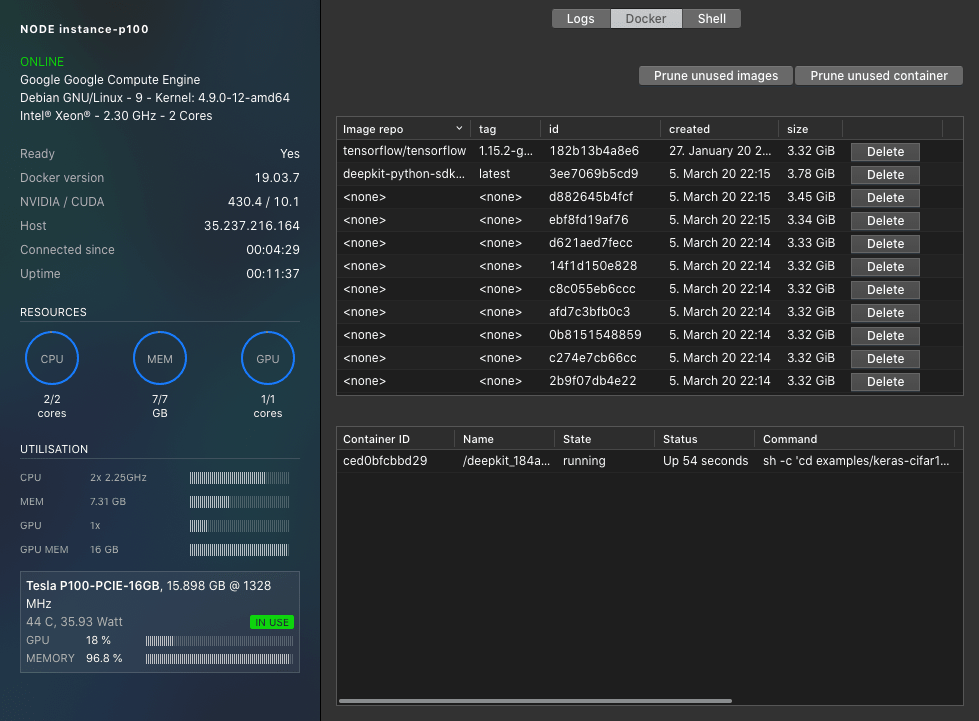 NODE instance-p100
ONLINE
Google Google Compute Engine
Debian GNU/Linux - 9 - Kernel: 4.9.0-12-amd64
Intel® Xeon® - 2.30 GHz - 2 Cores
Ready Yes
Docker version 19.03.7
NVIDIA / CUDA 430.4 / 10.1
Host 35.237.216.164
Connected since 00:04:29
Uptime 00:11:37
RESOURCES
CPU MEM GPU
2/2 7/7 1/1
cores GB cores
UTILISATION
CPU 2x 2.25GHz
MEM 7.31 GB
GPU 1x
GPU MEM 16 GB
Tesla P100-PCIE-16GB, 15.898 GB @ 1328
MHz
44 C, 35.93 Watt IN USE
GPU 18 %
MEMORY 96.8 %
Logs Docker Shell
Prune unused images Prune unused container
Image repo tag id created size
tensorflow/tensorflow 1.15.2-g... 182b13b4a8e6 27. January 20 2... 3.32 GiB Delete
deepkit-python-sdk... latest 3ee7069b5cd9 5. March 20 22:15 3.78 GiB Delete
<none> <none> d882645b4fcf 5. March 20 22:15 3.45 GiB Delete
<none> <none> ebf8fd19af76 5. March 20 22:15 3.34 GiB Delete
<none> <none> d621aed7fecc 5. March 20 22:14 3.33 GiB Delete
<none> <none> 14f1d150e828 5. March 20 22:14 3.32 GiB Delete
<none> <none> c8c055eb6ccc 5. March 20 22:14 3.32 GiB Delete
<none> <none> afd7c3bfb0c3 5. March 20 22:14 3.32 GiB Delete
<none> <none> 0b8151548859 5. March 20 22:14 3.32 GiB Delete
<none> <none> c274e7cb66cc 5. March 20 22:14 3.32 GiB Delete
<none> <none> 2b9f07db4e22 5. March 20 22:14 3.32 GiB Delete
Container ID Name State Status Command
ced0bfcbbd29 /deepkit_184a... running Up 54 seconds sh -c 'cd examples/keras-cifar1...